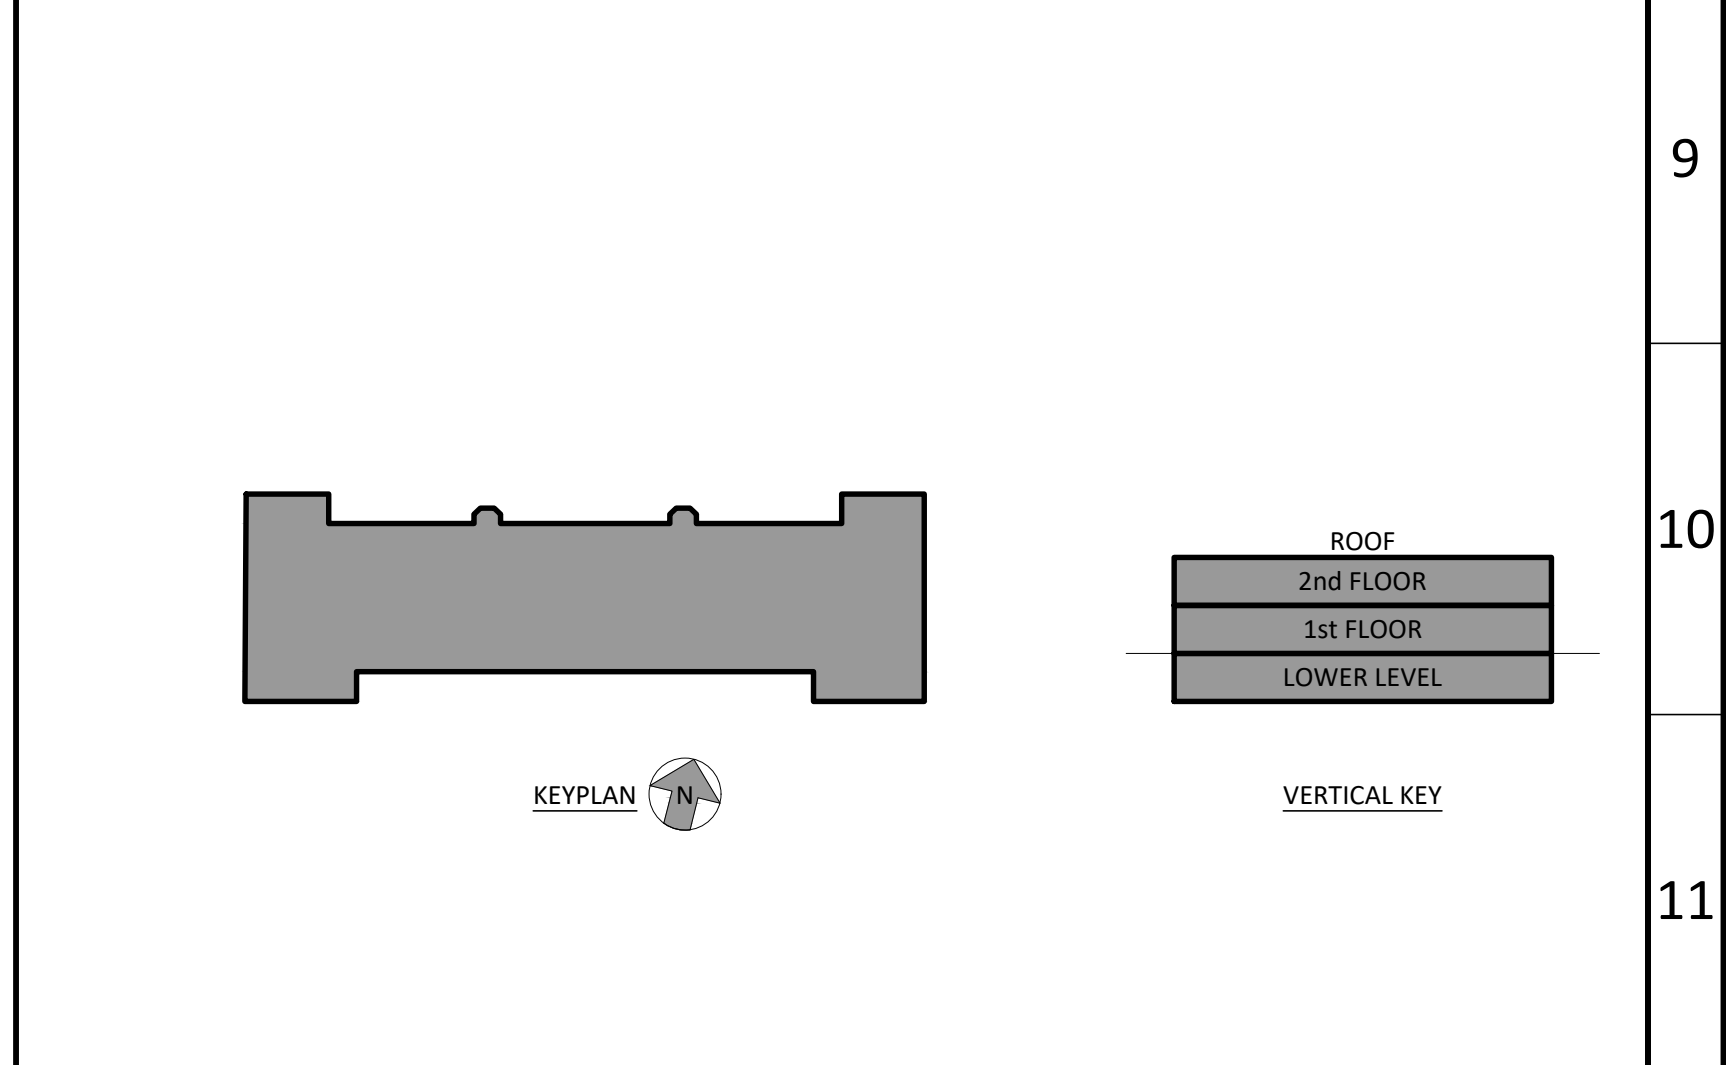 9
10
ROOF
2nd FLOOR
1st FLOOR
LOWER LEVEL
KEYPLAN
N
VERTICAL KEY
11